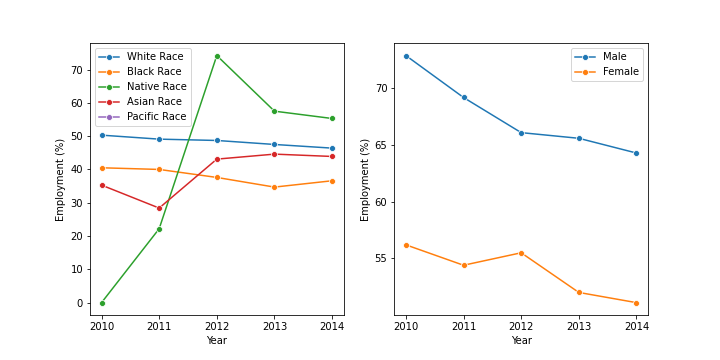 White Race
Black Race
Native Race
Asian Race
Pacific Race
70
60
50
40
30
20
10
0
Employment (%)
2010 2011 2012 2013 2014
Year
Male
Female
70
65
60
55
Employment (%)
2010 2011 2012 2013 2014
Year